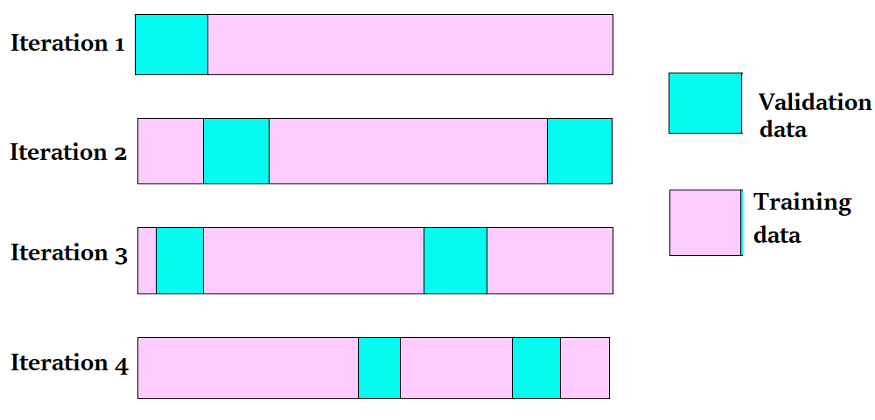 Iteration 1
Iteration 2
Iteration 3
Iteration 4
Validation
data
Training
data